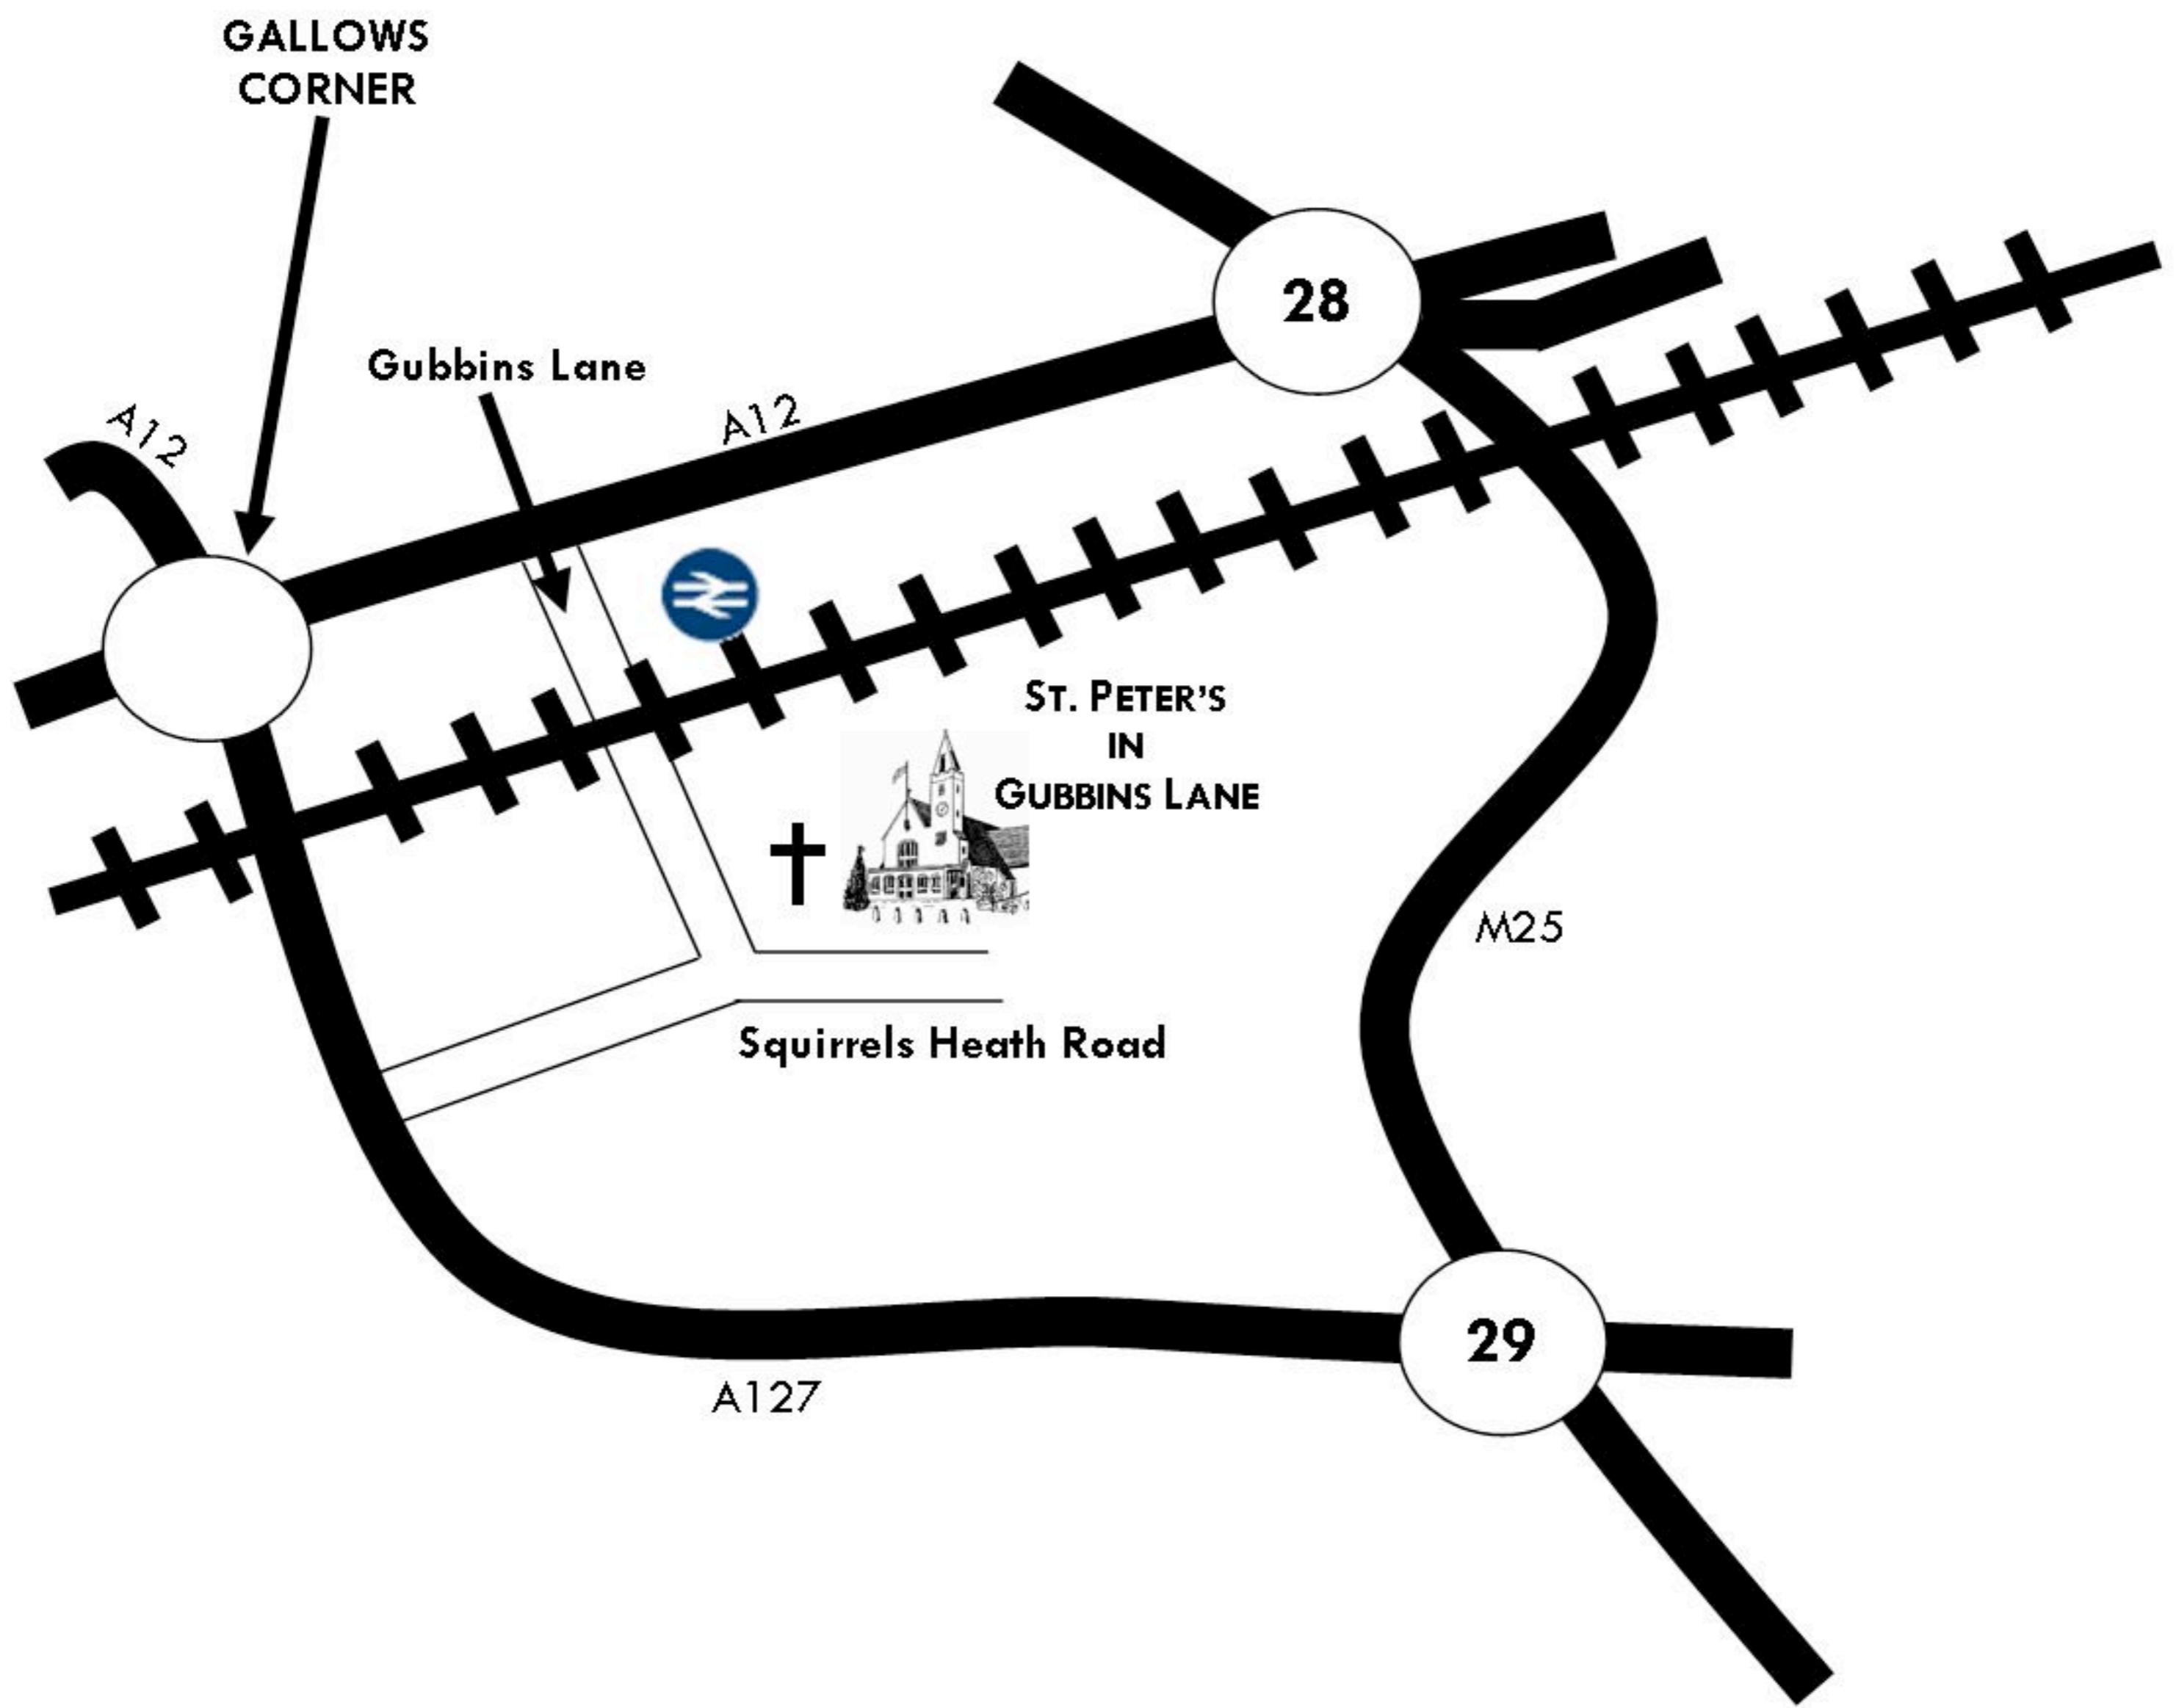 GALLOWS
CORNER
28
Gubbins Lane
A12
A12
ST. PETER'S
IN
GUBBINS LANE
M25
Squirrels Heath Road
29
A127